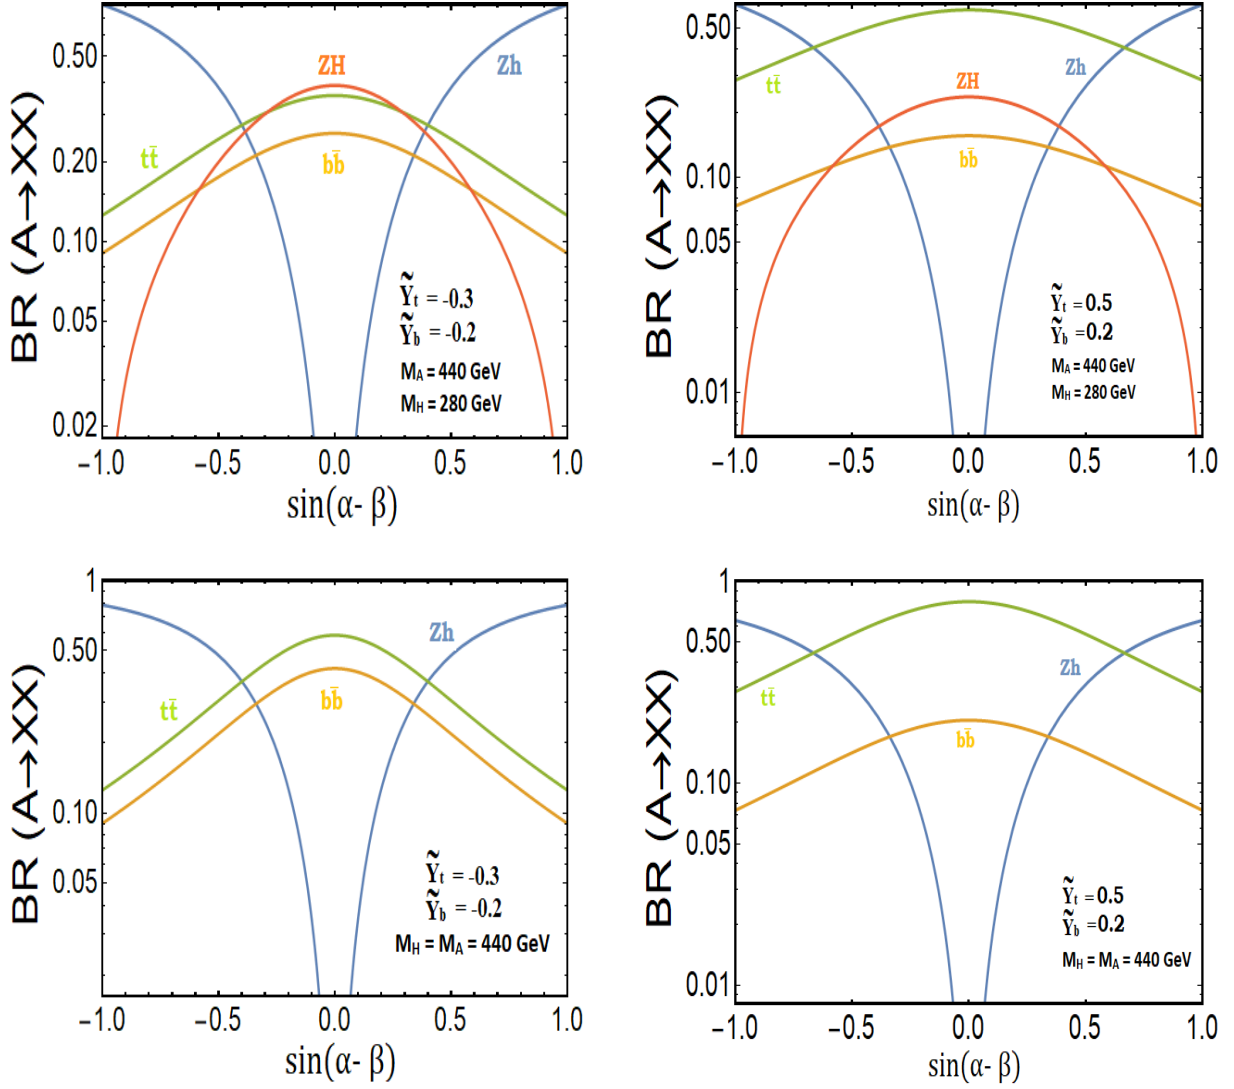 BR (A→XX)
0.50
0.20
0.10
0.05
0.02
ZH
Zh
tt̄
bb̄
Ỹt = -0.3
Ỹb = -0.2
MA = 440 GeV
MH = 280 GeV
−1.0 −0.5 0.0 0.5 1.0
sin(α- β)
BR (A→XX)
0.50
0.10
0.05
0.01
Zh
tt̄
ZH
bb̄
Ỹt = 0.5
Ỹb = 0.2
MA = 440 GeV
MH = 280 GeV
−1.0 −0.5 0.0 0.5 1.0
sin(α- β)
BR (A→XX)
1
0.50
0.10
0.05
Zh
tt̄
bb̄
Ỹt = -0.3
Ỹb = -0.2
MH = MA = 440 GeV
−1.0 −0.5 0.0 0.5 1.0
sin(α- β)
BR (A→XX)
1
0.50
0.10
0.05
0.01
Zh
tt̄
bb̄
Ỹt = 0.5
Ỹb = 0.2
MH = MA = 440 GeV
−1.0 −0.5 0.0 0.5 1.0
sin(α- β)